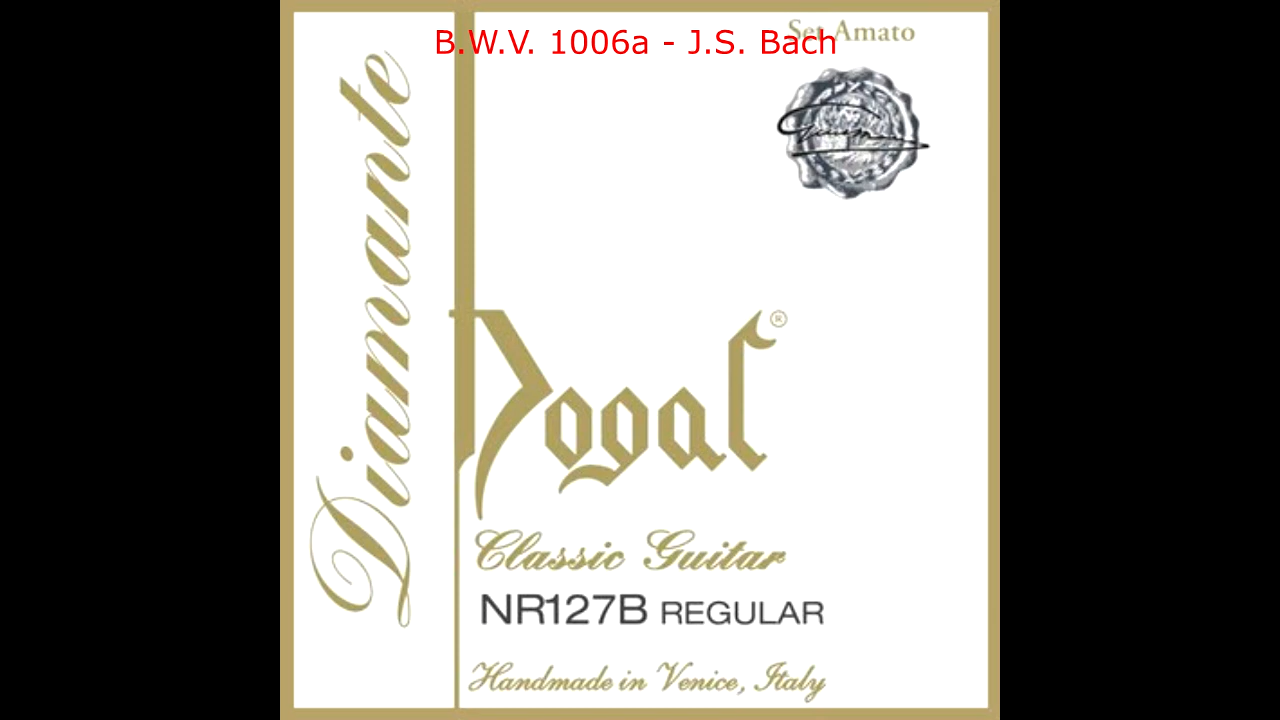 Set Amato
B.W.V. 1006a - J.S. Bach
Diamante
Dogal®
Classic Guitar
NR127B REGULAR
Handmade in Venice, Italy